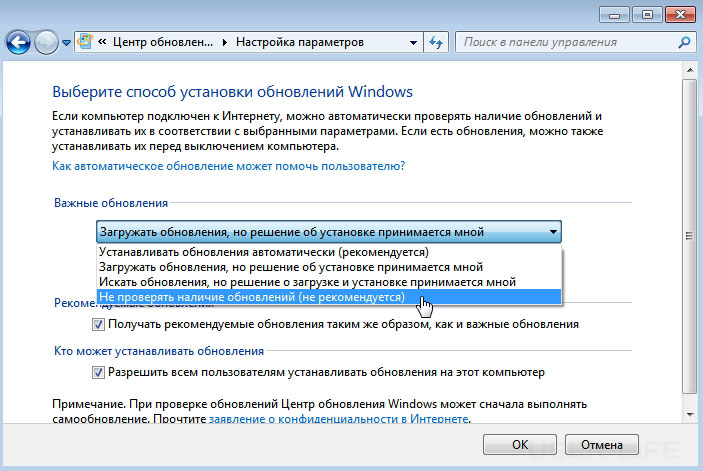 Центр обновлен... Настройка параметров Поиск в панели управления
Выберите способ установки обновлений Windows
Если компьютер подключен к Интернету, можно автоматически проверять наличие обновлений и
устанавливать их в соответствии с выбранными параметрами. Если есть обновления, можно также
устанавливать их перед выключением компьютера.
Как автоматическое обновление может помочь пользователю?
Важные обновления
Загружать обновления, но решение об установке принимается мной
Устанавливать обновления автоматически (рекомендуется)
Загружать обновления, но решение об установке принимается мной
Искать обновления, но решение о загрузке и установке принимается мной
Не проверять наличие обновлений (не рекомендуется)
Рекомендуемые обновления
Получать рекомендуемые обновления таким же образом, как и важные обновления
Кто может устанавливать обновления
Разрешить всем пользователям устанавливать обновления на этот компьютер
Примечание. При проверке обновлений Центр обновления Windows может сначала выполнять
самообновление. Прочтите заявление о конфиденциальности в Интернете.
ОК Отмена